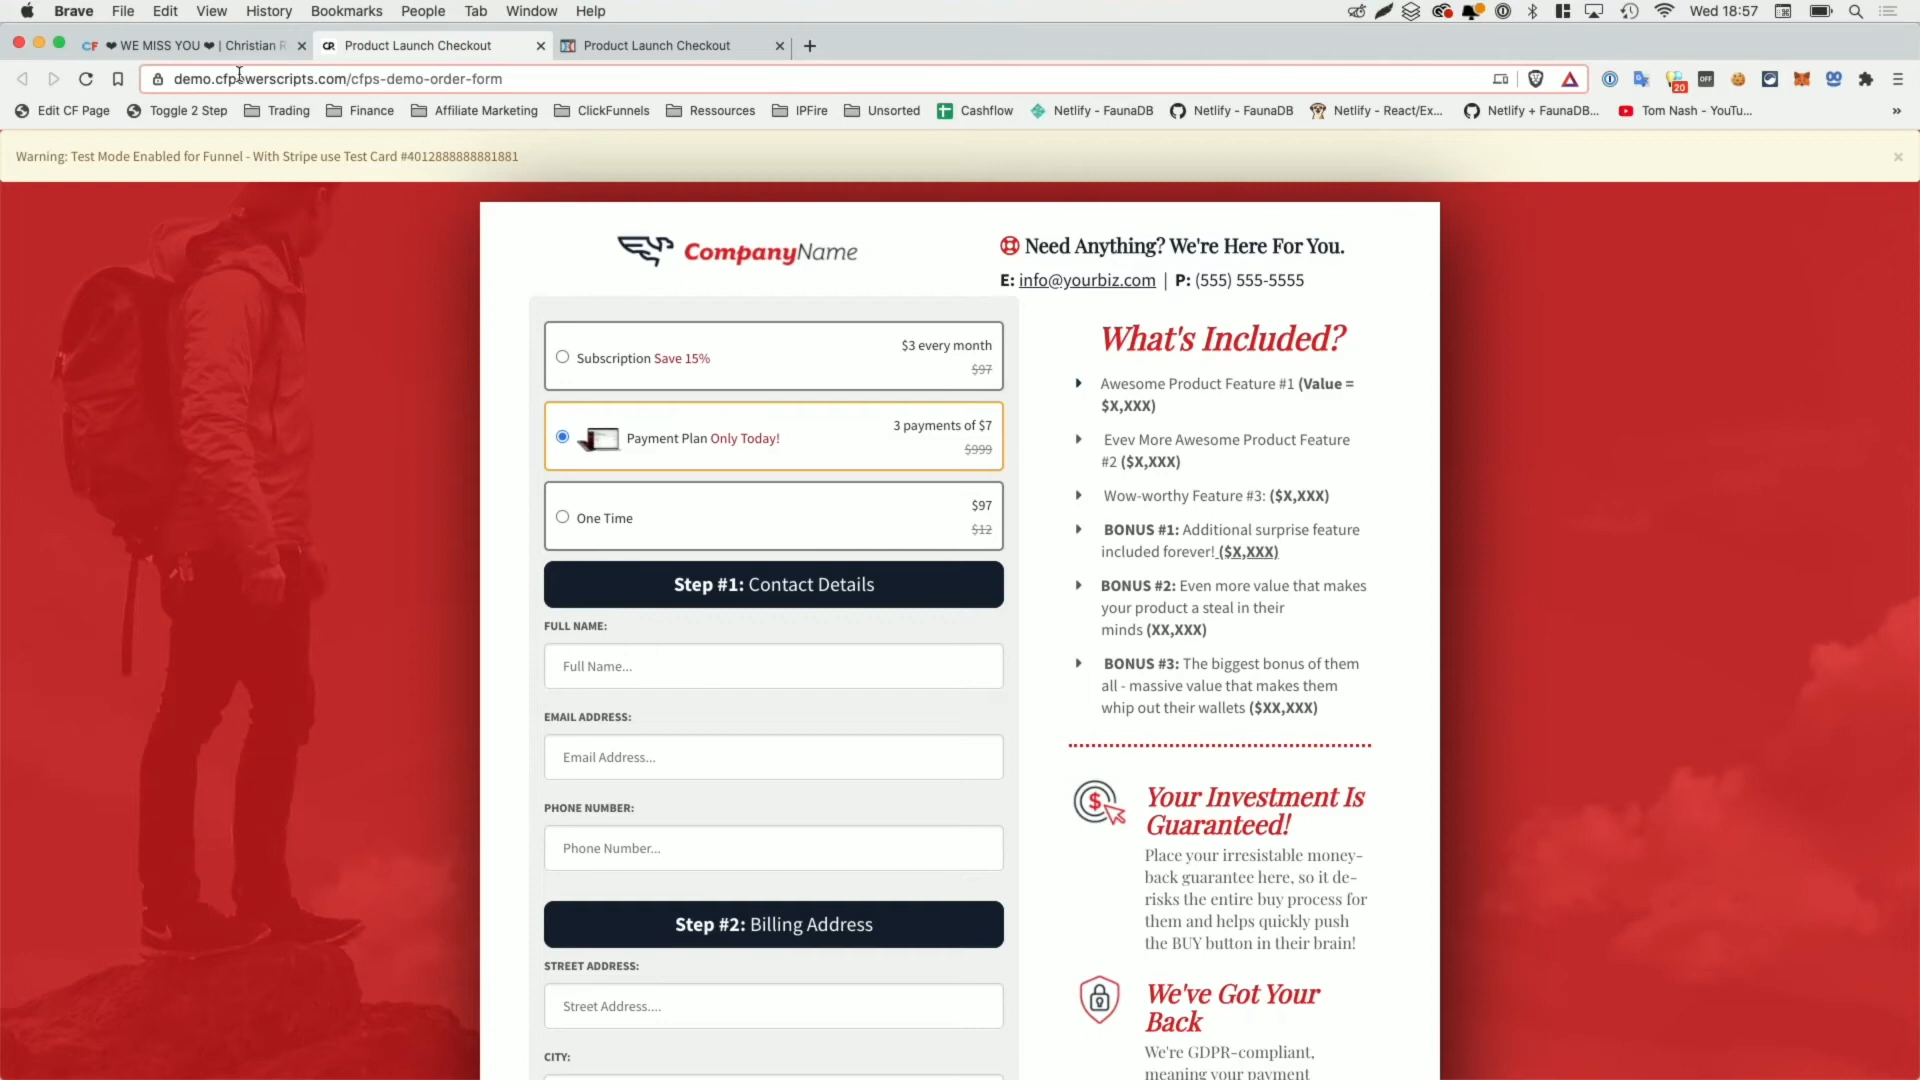 Brave File Edit View History Bookmarks People Tab Window Help Wed 18:57
CF ❤ WE MISS YOU ❤ | Christian R Product Launch Checkout Product Launch Checkout
demo.cfpowerscripts.com/cfps-demo-order-form OFF 20
Edit CF Page Toggle 2 Step Trading Finance Affiliate Marketing ClickFunnels Ressources IPFire Unsorted Cashflow Netlify - FaunaDB Netlify - FaunaDB Netlify - React/Ex... Netlify + FaunaDB... Tom Nash - YouTu... »
Warning: Test Mode Enabled for Funnel - With Stripe use Test Card #4012888888881881
CompanyName
Need Anything? We're Here For You.
E: info@yourbiz.com | P: (555) 555-5555
Subscription Save 15%
$3 every month
$97
Payment Plan Only Today!
3 payments of $7
$999
One Time
$97
$12
Step #1: Contact Details
FULL NAME:
Full Name...
EMAIL ADDRESS:
Email Address...
PHONE NUMBER:
Phone Number...
Step #2: Billing Address
STREET ADDRESS:
Street Address....
CITY:
What's Included?
Awesome Product Feature #1 (Value =
$X,XXX)
Evev More Awesome Product Feature
#2 ($X,XXX)
Wow-worthy Feature #3: ($X,XXX)
BONUS #1: Additional surprise feature
included forever! ($X,XXX)
BONUS #2: Even more value that makes
your product a steal in their
minds (XX,XXX)
BONUS #3: The biggest bonus of them
all - massive value that makes them
whip out their wallets ($XX,XXX)
Your Investment Is
Guaranteed!
Place your irresistable money-
back guarantee here, so it de-
risks the entire buy process for
them and helps quickly push
the BUY button in their brain!
We've Got Your
Back
We're GDPR-compliant,
meaning your payment